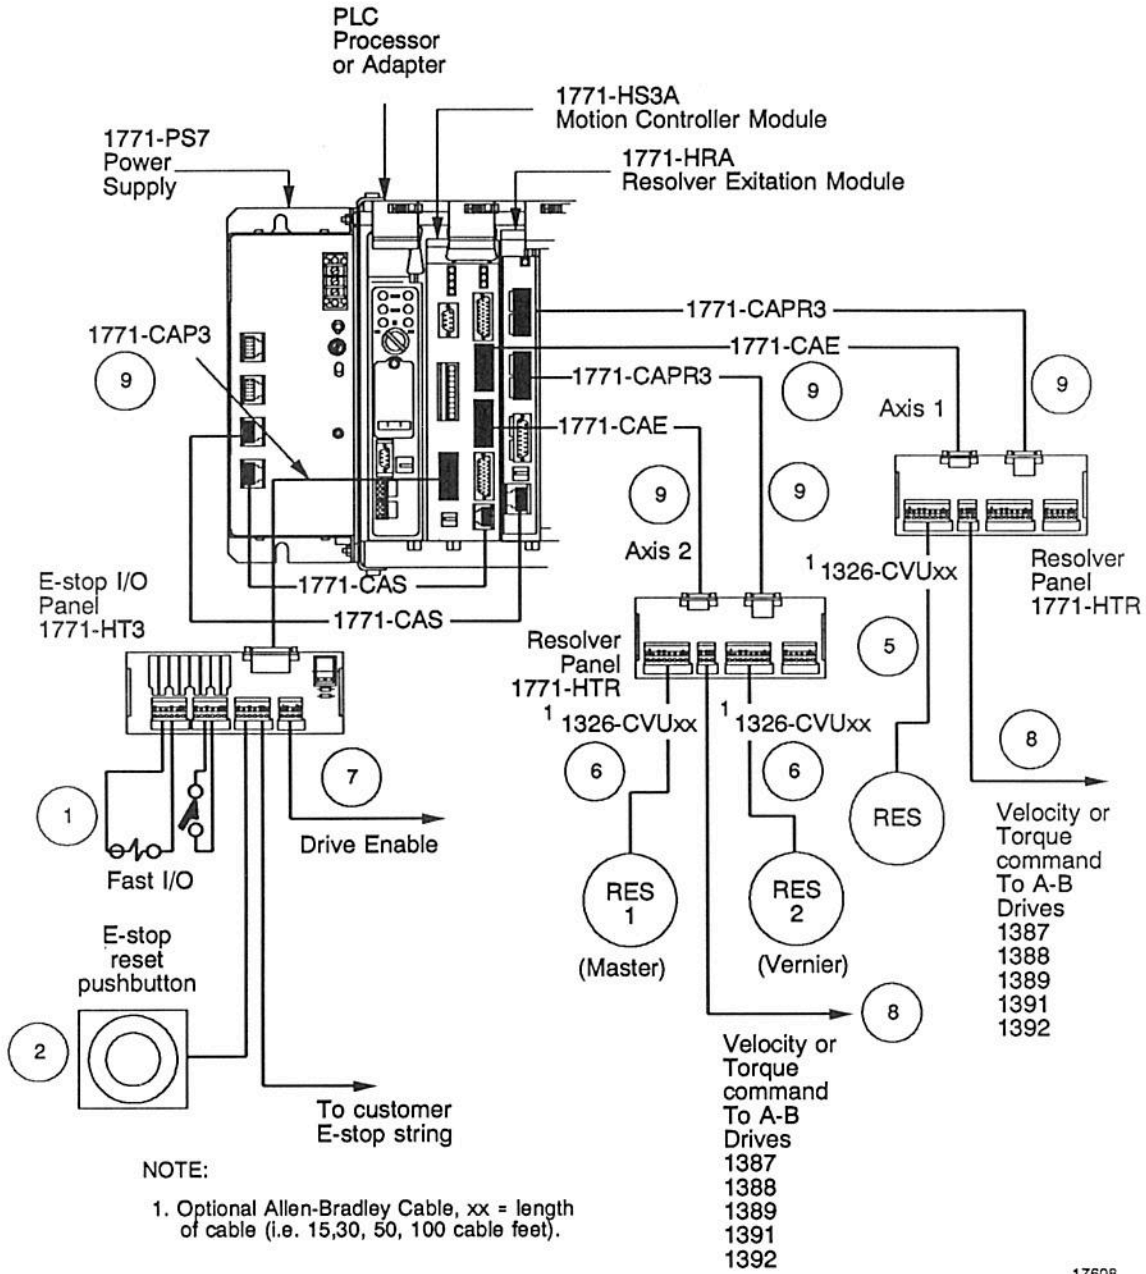 PLC
Processor
or Adapter
1771-HS3A
Motion Controller Module
1771-PS7
Power
Supply
1771-HRA
Resolver Exitation Module
1771-CAPR3
1771-CAP3
1771-CAE
9
1771-CAPR3
9
9
Axis 1
1771-CAE
9
9
Axis 2
1 1326-CVUxx
Resolver
Panel
1771-HTR
E-stop I/O
Panel
1771-HT3
1771-CAS
1771-CAS
Resolver
Panel
1771-HTR
5
1 1326-CVUxx
1 1326-CVUxx
8
7
6
6
1
RES
Velocity or
Torque
command
To A-B
Drives
1387
1388
1389
1391
1392
Drive Enable
Fast I/O
RES
1
RES
2
(Master)
(Vernier)
E-stop
reset
pushbutton
8
2
Velocity or
Torque
command
To A-B
Drives
1387
1388
1389
1391
1392
To customer
E-stop string
NOTE:
1. Optional Allen-Bradley Cable, xx = length
of cable (i.e. 15,30, 50, 100 cable feet).
17608